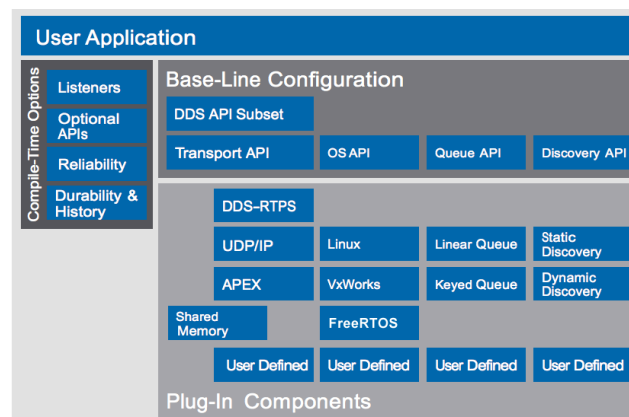 User Application
Compile-Time Options
Listeners
Optional
APIs
Reliability
Durability &
History
Base-Line Configuration
DDS API Subset
Transport API
OS API
Queue API
Discovery API
DDS-RTPS
UDP/IP
Linux
Linear Queue
Static
Discovery
APEX
VxWorks
Keyed Queue
Dynamic
Discovery
Shared
Memory
FreeRTOS
User Defined
User Defined
User Defined
User Defined
Plug-In Components